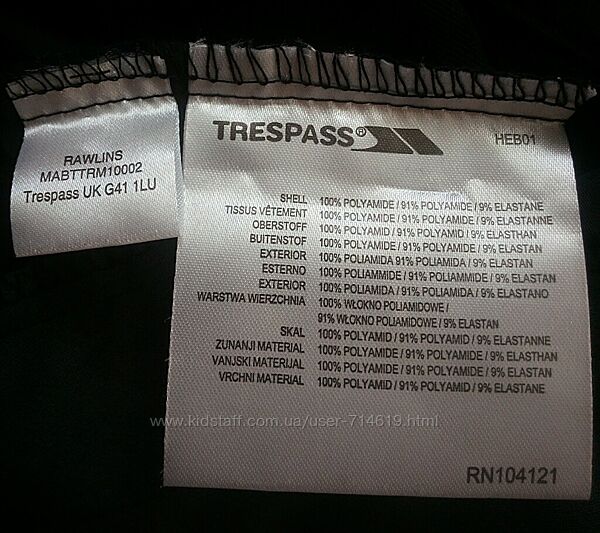 RAWLINS
MABTTRM10002
Trespass UK G41 1LU
TRESPASS®
HEB01
SHELL 100% POLYAMIDE / 91% POLYAMIDE / 9% ELASTANE
TISSUS VÊTEMENT 100% POLYAMIDE / 91% POLYAMIDE / 9% ELASTANNE
OBERSTOFF 100% POLYAMID / POLYAMID / 9% ELASTHAN
BUITENSTOF 100% POLYAMIDE / 91% POLYAMIDE / 9% ELASTAN
EXTERIOR 100% POLIAMIDA 91% POLIAMIDA / 9% ELASTAN
ESTERNO 100% POLIAMMIDE / 91% POLIAMMIDE / 9% ELASTAN
EXTERIOR 100% POLIAMIDA / 91% POLIAMIDA / 9% ELASTANO
WARSTWA WIERZCHNIA 100% WŁOKNO POLIAMIDOWE /
91% WŁOKNO POLIAMIDOWE / 9% ELASTAN
SKAL 100% POLYAMID / 91% POLYAMID / 9% ELASTANNE
ZUNANJI MATERIAL 100% POLYAMIDE / 91% POLYAMIDE / 9% ELASTHAN
VANJSKI MATERIJAL 100% POLYAMID / 91% POLYAMID / 9% ELASTAN
VRCHNI MATERIAL 100% POLYAMID / 91% POLYAMID / 9% ELASTANE
www.kidstaff.com.ua/user-714619.html
RN104121